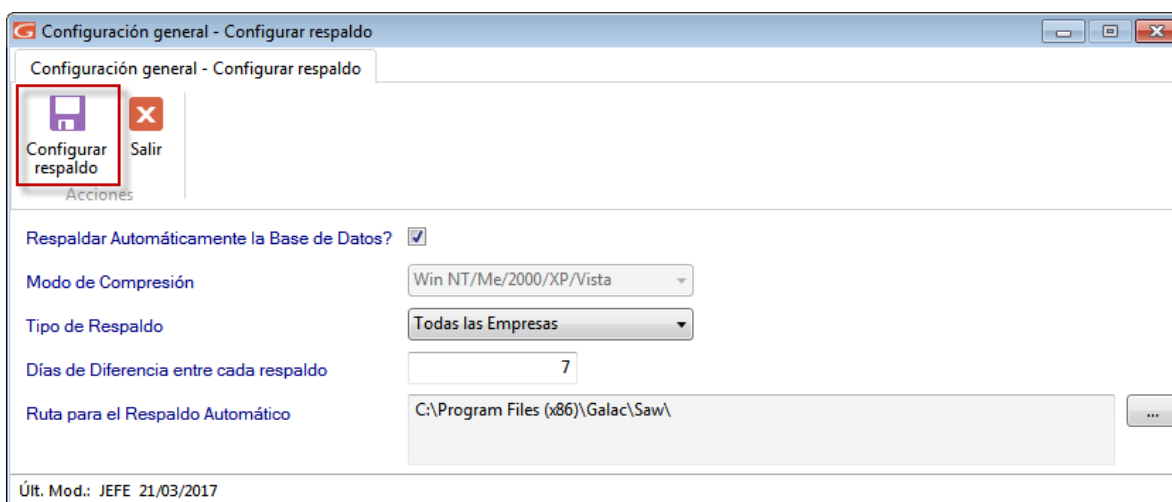 Configuración general - Configurar respaldo
Configuración general - Configurar respaldo
Configurar respaldo
Salir
Acciones
Respaldar Automáticamente la Base de Datos?
Modo de Compresión Win NT/Me/2000/XP/Vista
Tipo de Respaldo Todas las Empresas
Días de Diferencia entre cada respaldo 7
Ruta para el Respaldo Automático C:\Program Files (x86)\Galac\Saw\ ...
Últ. Mod.: JEFE 21/03/2017